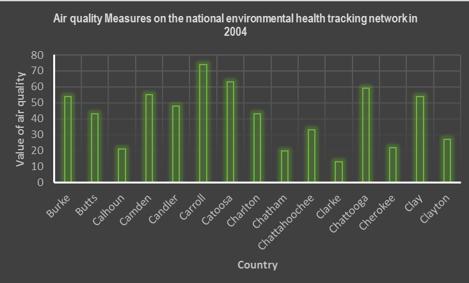 Air quality Measures on the national environmental health tracking network in
2004
Value of air quality
80
70
60
50
40
30
20
10
0
Burke
Butts
Calhoun
Camden
Candler
Carroll
Catoosa
Charlton
Chatham
Chattahoochee
Clarke
Chattooga
Cherokee
Clay
Clayton
Country